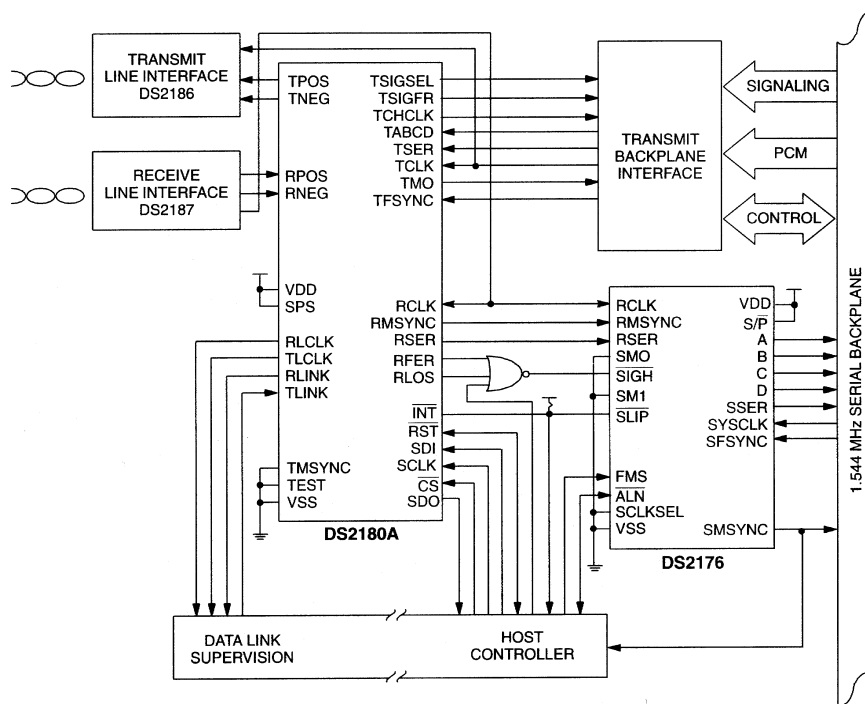 TRANSMIT
LINE INTERFACE
DS2186
RECEIVE
LINE INTERFACE
DS2187
TPOS
TNEG
RPOS
RNEG
VDD
SPS
RLCLK
TLCLK
RLINK
TLINK
TMSYNC
TEST
VSS
TSIGSEL
TSIGFR
TCHCLK
TABCD
TSER
TCLK
TMO
TFSYNC
RCLK
RMSYNC
RSER
RFER
RLOS
INT
RST
SDI
SCLK
CS
SDO
DS2180A
TRANSMIT
BACKPLANE
INTERFACE
SIGNALING
PCM
CONTROL
RCLK
RMSYNC
RSER
SMO
SIGH
SM1
SLIP
FMS
ALN
SCLKSEL
VSS
VDD
S/P
A
B
C
D
SSER
SYSCLK
SFSYNC
SMSYNC
DS2176
1.544 MHz SERIAL BACKPLANE
DATA LINK
SUPERVISION
HOST
CONTROLLER